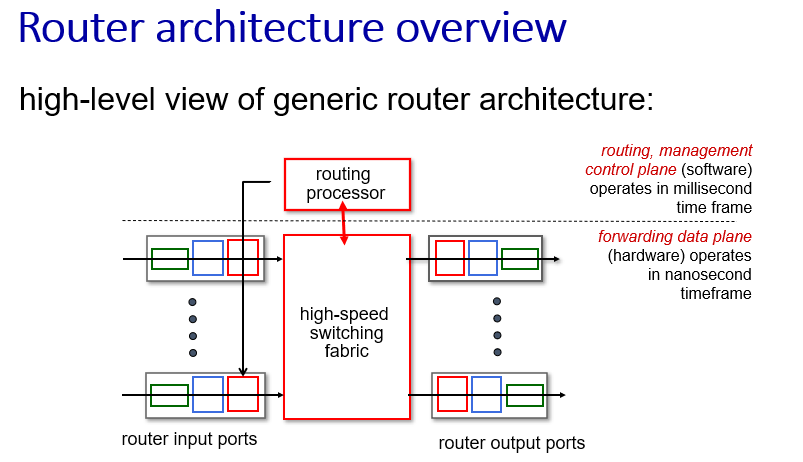 Router architecture overview
high-level view of generic router architecture:
routing, management
control plane (software)
operates in millisecond
time frame
routing
processor
forwarding data plane
(hardware) operates
in nanosecond
timeframe
high-speed
switching
fabric
router input ports
router output ports